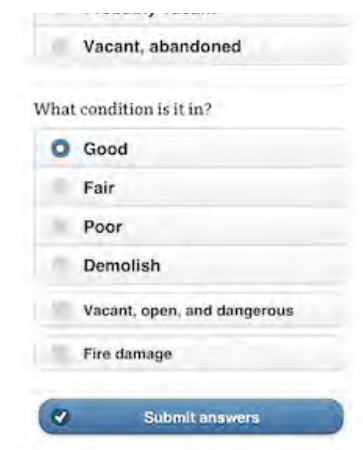 Vacant, abandoned
What condition is it in?
Good
Fair
Poor
Demolish
Vacant, open, and dangerous
Fire damage
Submit answers